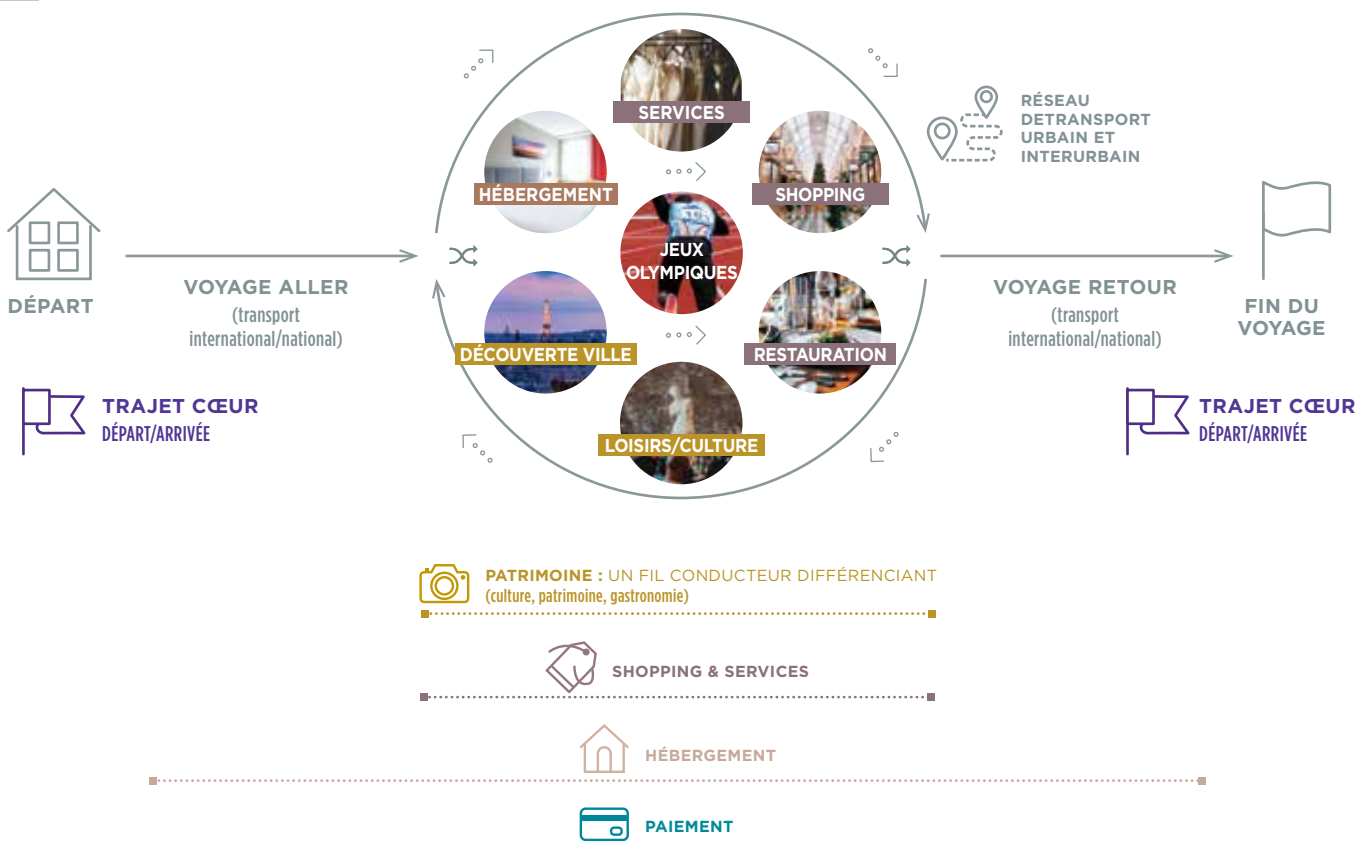 SERVICES
HÉBERGEMENT
SHOPPING
JEUX
OLYMPIQUES
DÉCOUVERTE VILLE
RESTAURATION
LOISIRS/CULTURE
RÉSEAU
DETRANSPORT
URBAIN ET
INTERURBAIN
DÉPART
VOYAGE ALLER
(transport
international/national)
VOYAGE RETOUR
(transport
international/national)
FIN DU
VOYAGE
TRAJET CŒUR
DÉPART/ARRIVÉE
TRAJET CŒUR
DÉPART/ARRIVÉE
PATRIMOINE : UN FIL CONDUCTEUR DIFFÉRENCIANT
(culture, patrimoine, gastronomie)
SHOPPING & SERVICES
HÉBERGEMENT
PAIEMENT